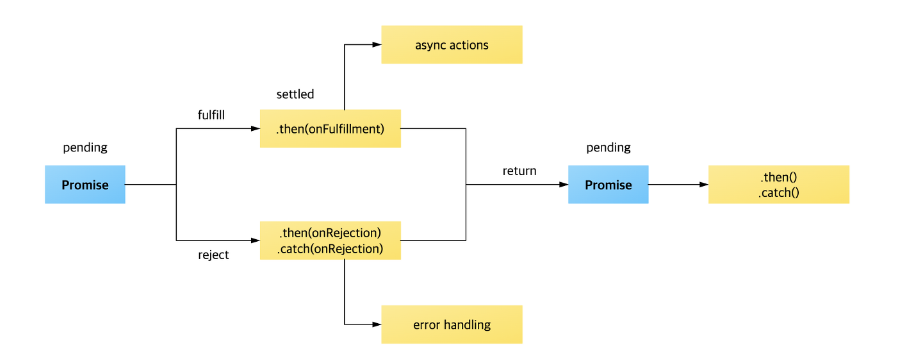 async actions
settled
fulfill
.then(onFulfillment)
pending
pending
return
Promise
Promise
.then()
.catch()
.then(onRejection)
.catch(onRejection)
reject
error handling